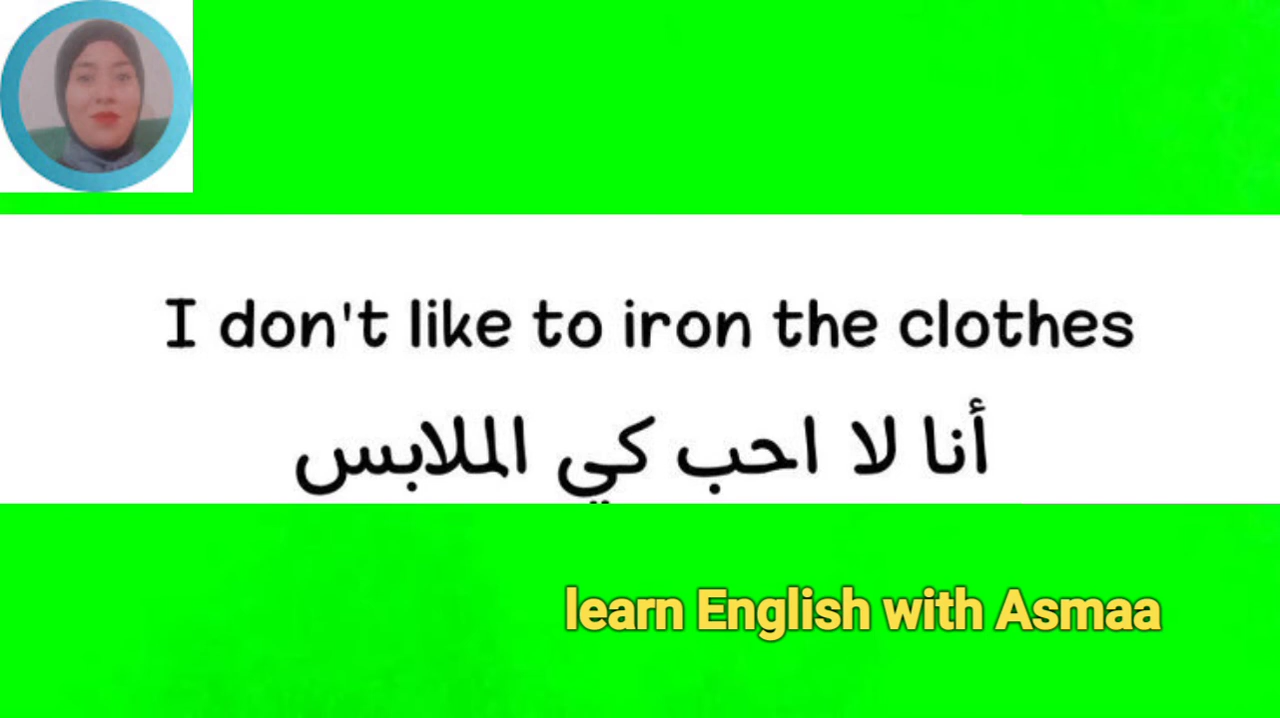 I don't like to iron the clothes
أنا لا احب كي الملابس
learn English with Asmaa